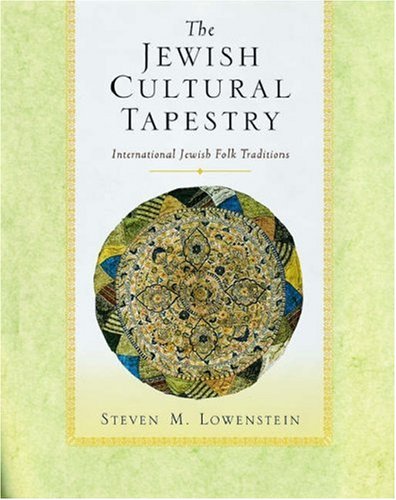 The
JEWISH
CULTURAL
TAPESTRY
International Jewish Folk Traditions
STEVEN M. LOWENSTEIN